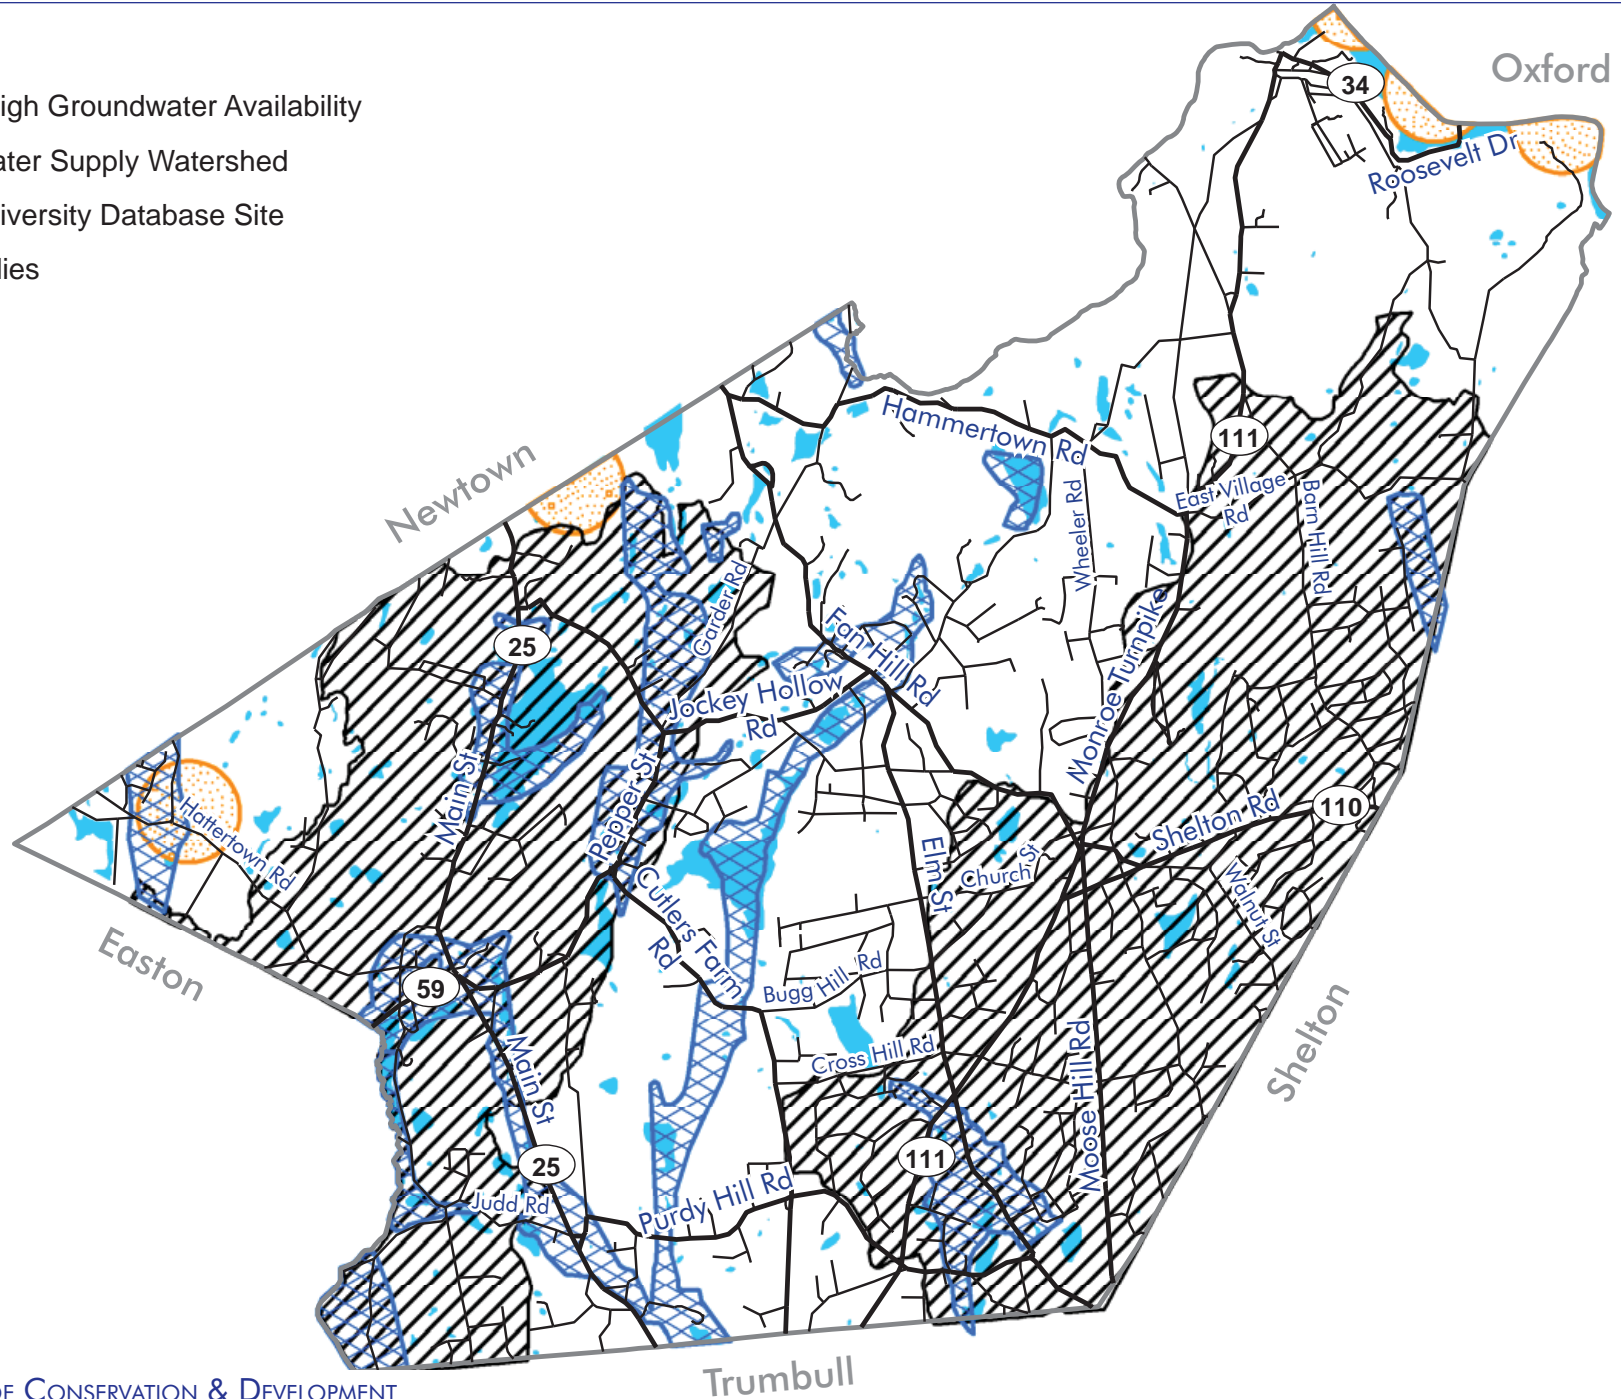 igh Groundwater Availability
ater Supply Watershed
iversity Database Site
lies
Oxford
34
Roosevelt Dr
Newtown
Hammertown Rd
111
East Village
Rd
Barn Hill Rd
Wheeler Rd
Garder Rd
25
Fan Hill Rd
Jockey Hollow
Rd
Monroe Turnpike
Main St
Pepper St
Hattertown Rd
Shelton Rd
110
Elm St
Church St
Walnut St
Cutlers Farm
Rd
Easton
59
Bugg Hill Rd
Cross Hill Rd
Main St
Moose Hill Rd
Shelton
25
111
Judd Rd
Purdy Hill Rd
Trumbull
OF CONSERVATION & DEVELOPMENT